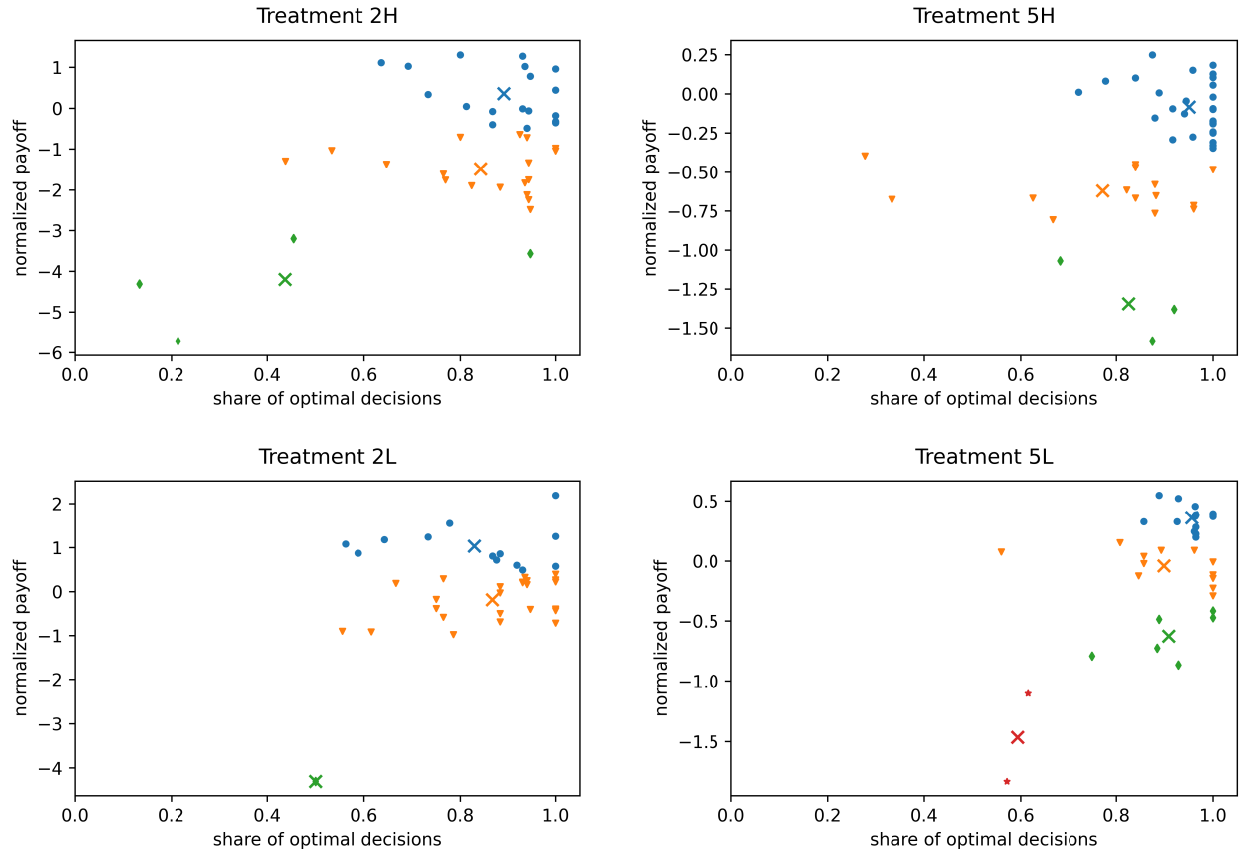 Treatment 2H
1
0
−1
−2
−3
−4
−5
−6
normalized payoff
0.0 0.2 0.4 0.6 0.8 1.0
share of optimal decisions
Treatment 5H
0.25
0.00
−0.25
−0.50
−0.75
−1.00
−1.25
−1.50
normalized payoff
0.0 0.2 0.4 0.6 0.8 1.0
share of optimal decisions
Treatment 2L
2
1
0
−1
−2
−3
−4
normalized payoff
0.0 0.2 0.4 0.6 0.8 1.0
share of optimal decisions
Treatment 5L
0.5
0.0
−0.5
−1.0
−1.5
normalized payoff
0.0 0.2 0.4 0.6 0.8 1.0
share of optimal decisions